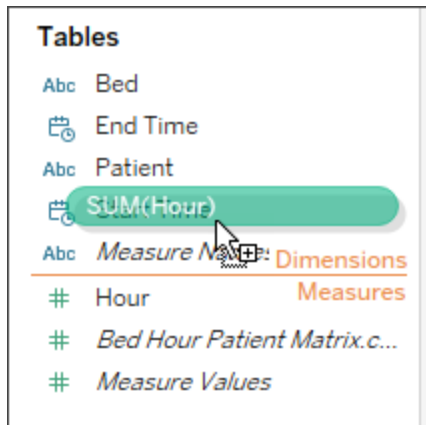 Tables
Abc Bed
End Time
Abc Patient
SUM(Hour)
Abc Measure
Dimensions
Measures
# Hour
# Bed Hour Patient Matrix.c...
# Measure Values